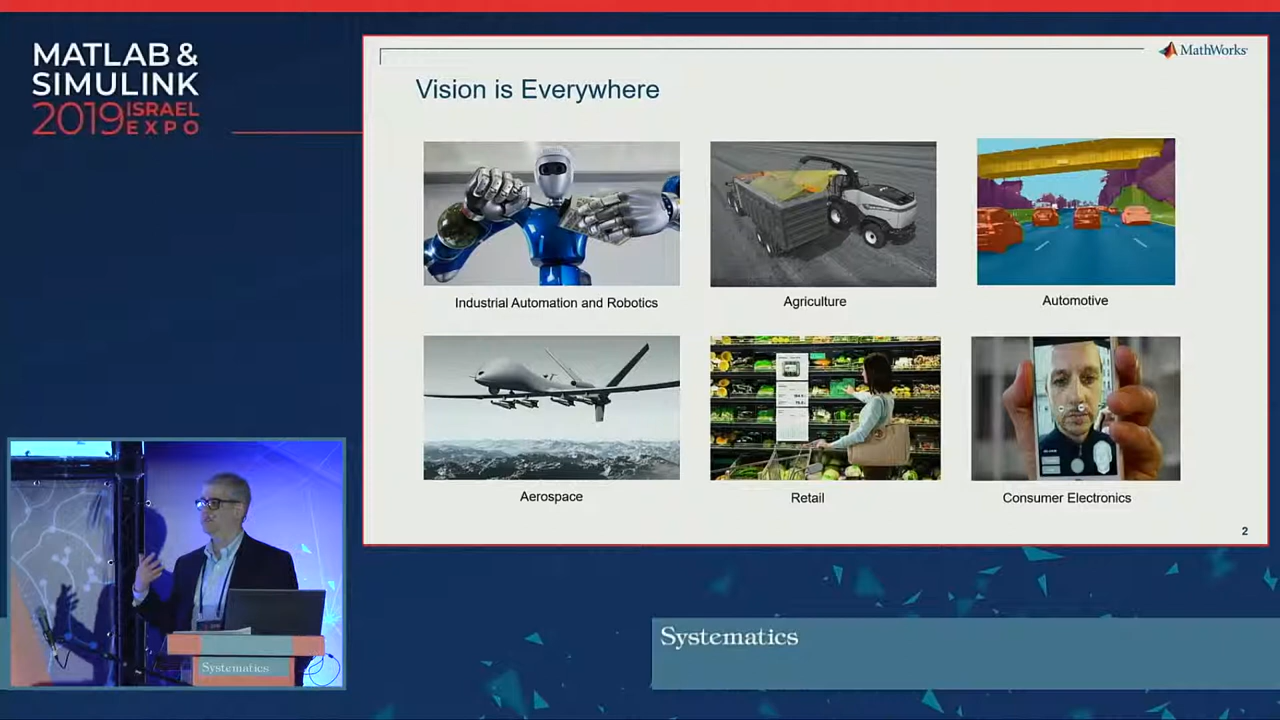 MATLAB &
SIMULINK
2019 ISRAEL
EXPO
MathWorks
Vision is Everywhere
Industrial Automation and Robotics
Agriculture
Automotive
Aerospace
Retail
Consumer Electronics
2
Systematics
Systematics